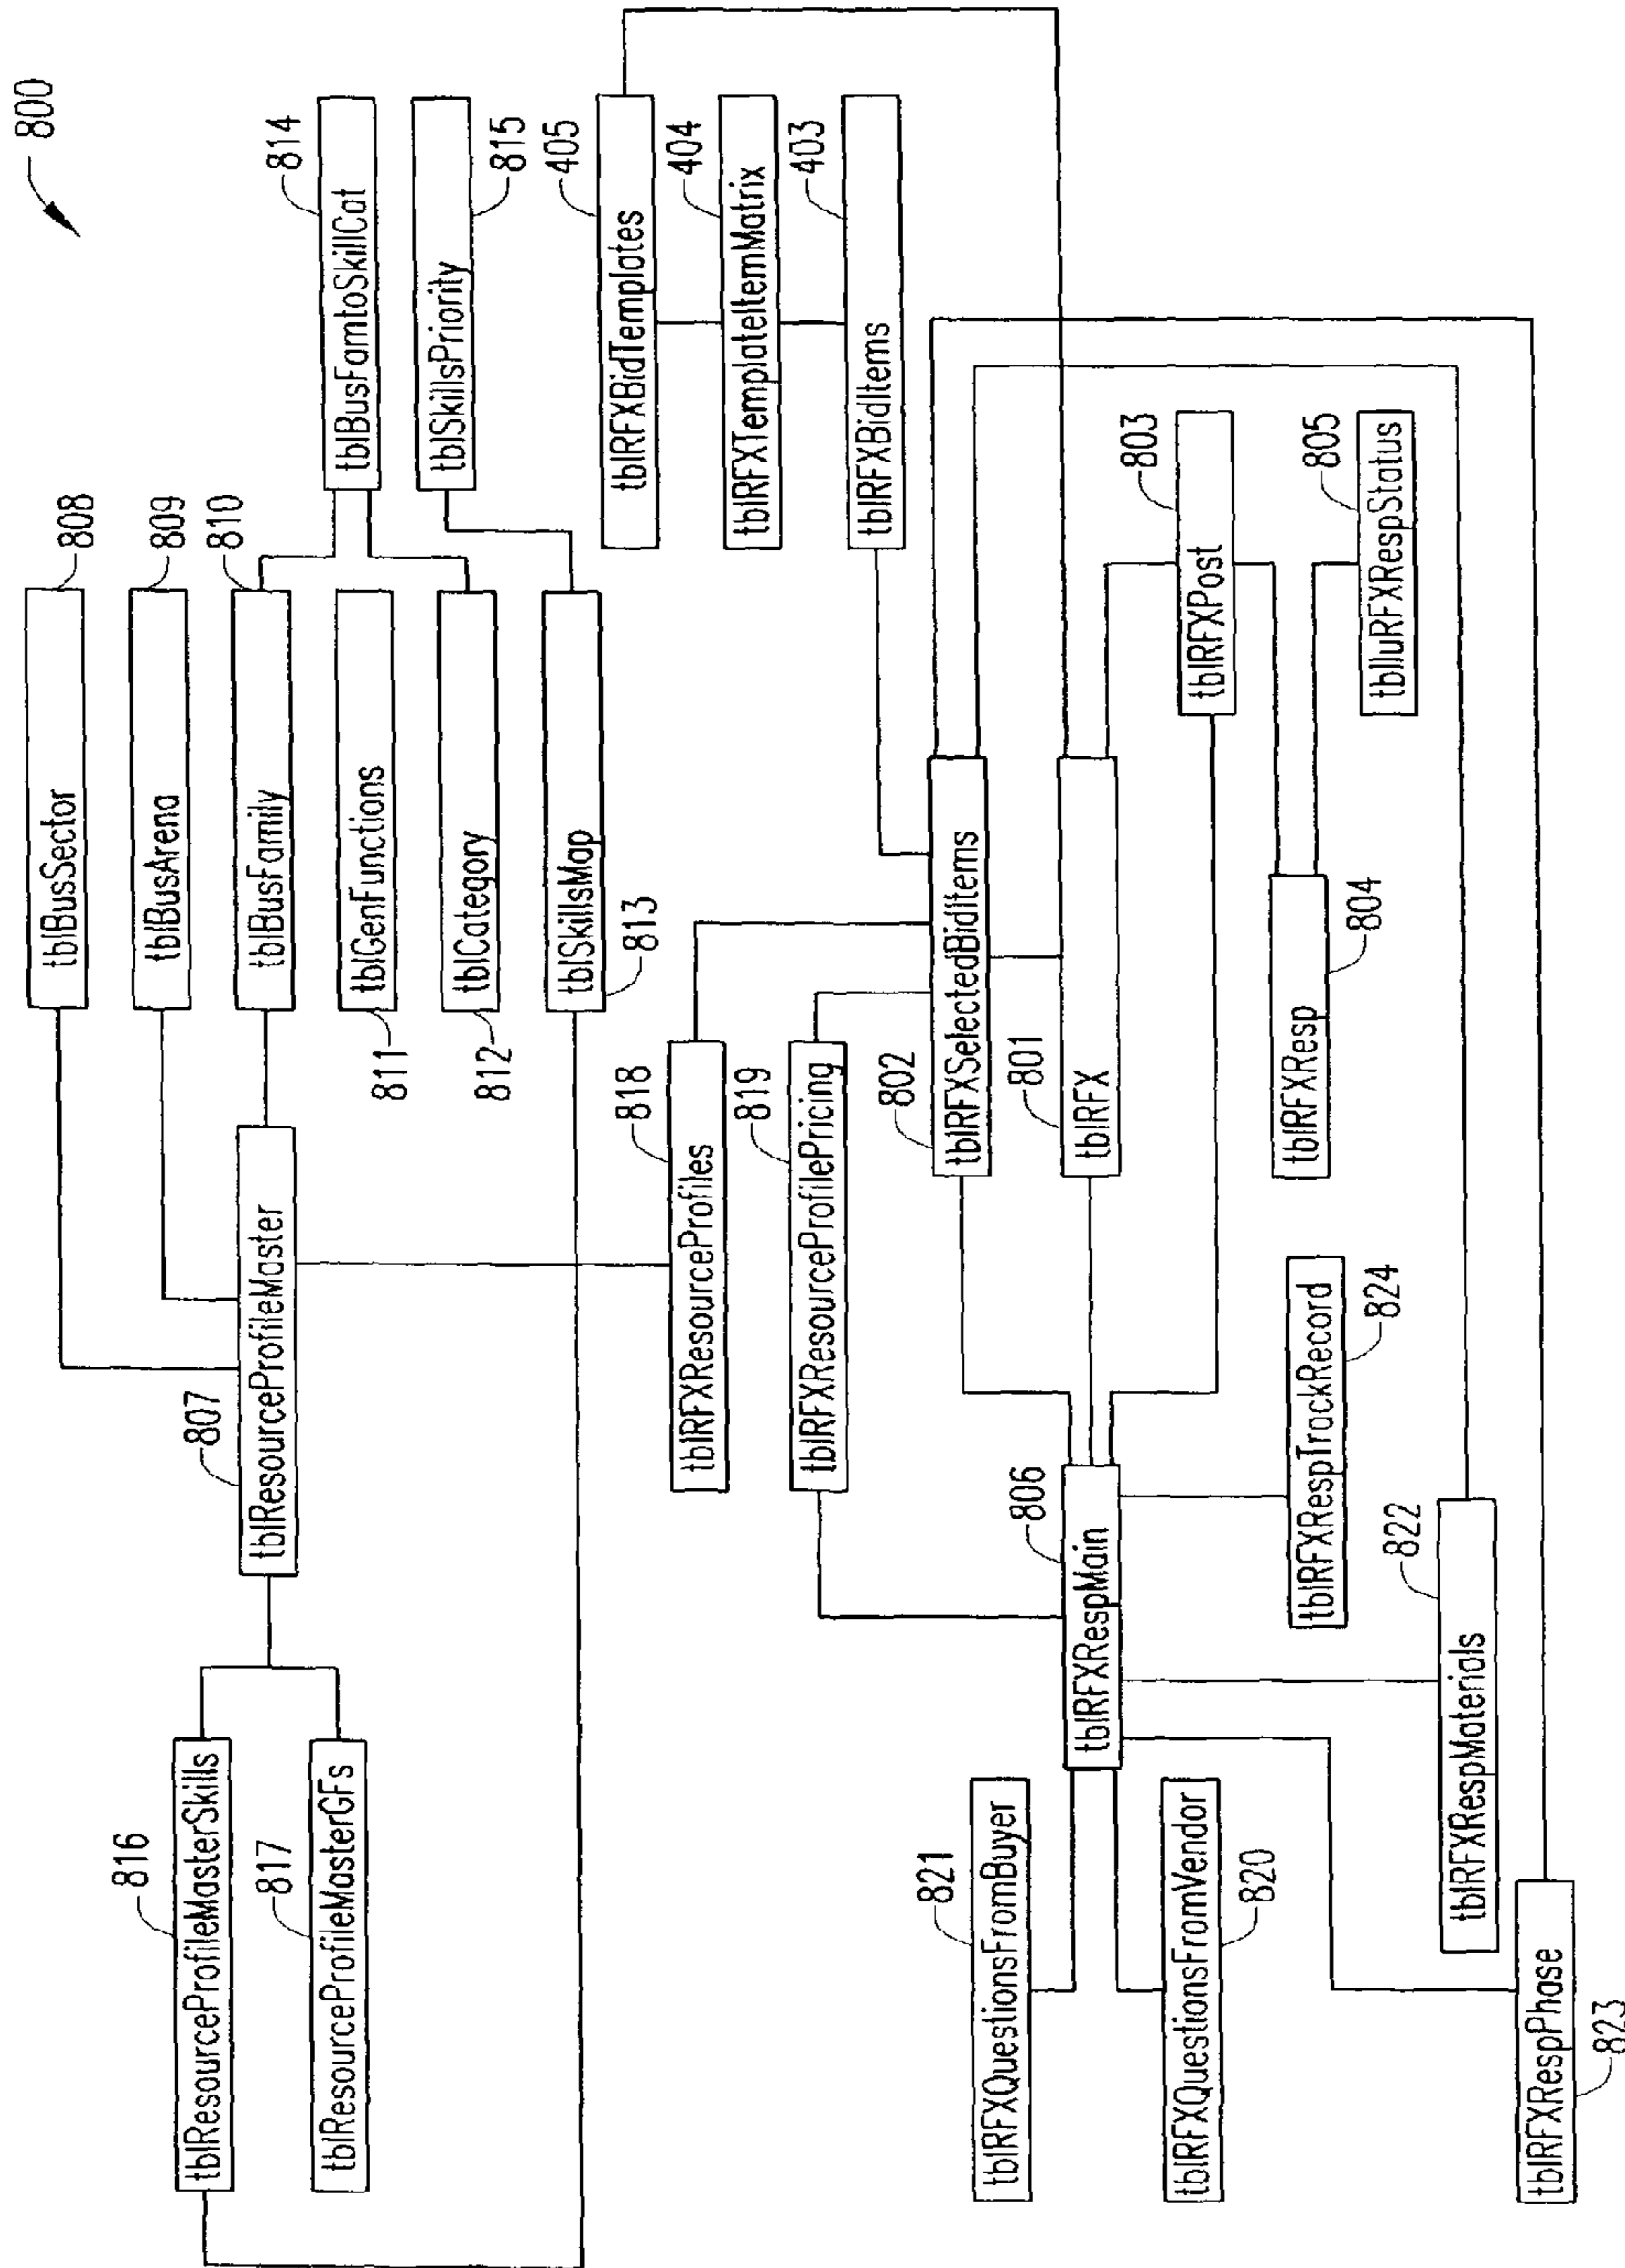 800
tblResourceProfileMasterSkills
816
tblResourceProfileMasterGFs
817
tblResourceProfileMaster
807
tblBusSector
808
tblBusArena
809
tblBusFamily
810
tblGenFunctions
811
tblCategory
812
tblSkillsMap
813
tblBusFamtoSkillCat
814
tblSkillsPriority
815
tblRFXBidTemplates
405
tblRFXTemplateItemMatrix
404
tblRFXBidItems
403
tblRFXResourceProfiles
818
tblRFXResourceProfilePricing
819
tblRFXSelectedBidItems
802
tblRFX
801
tblRFXPost
803
tblRFXResp
804
tblluRFXRespStatus
805
tblRFXRespMain
806
tblRFXQuestionsFromBuyer
821
tblRFXQuestionsFromVendor
820
tblRFXRespTrackRecord
824
tblRFXRespMaterials
822
tblRFXRespPhase
823